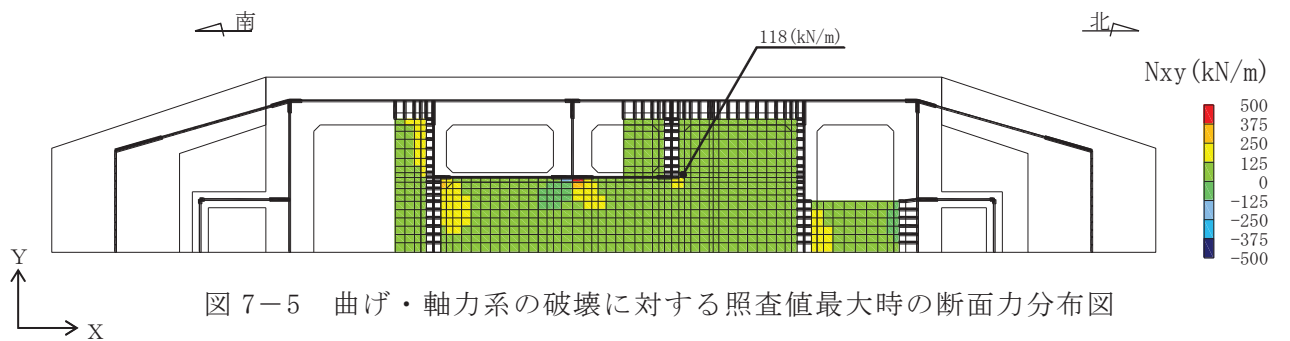 南
北
118(kN/m)
Nxy(kN/m)
500
375
250
125
0
-125
-250
-375
-500
Y
X
図 7－5　曲げ・軸力系の破壊に対する照査値最大時の断面力分布図